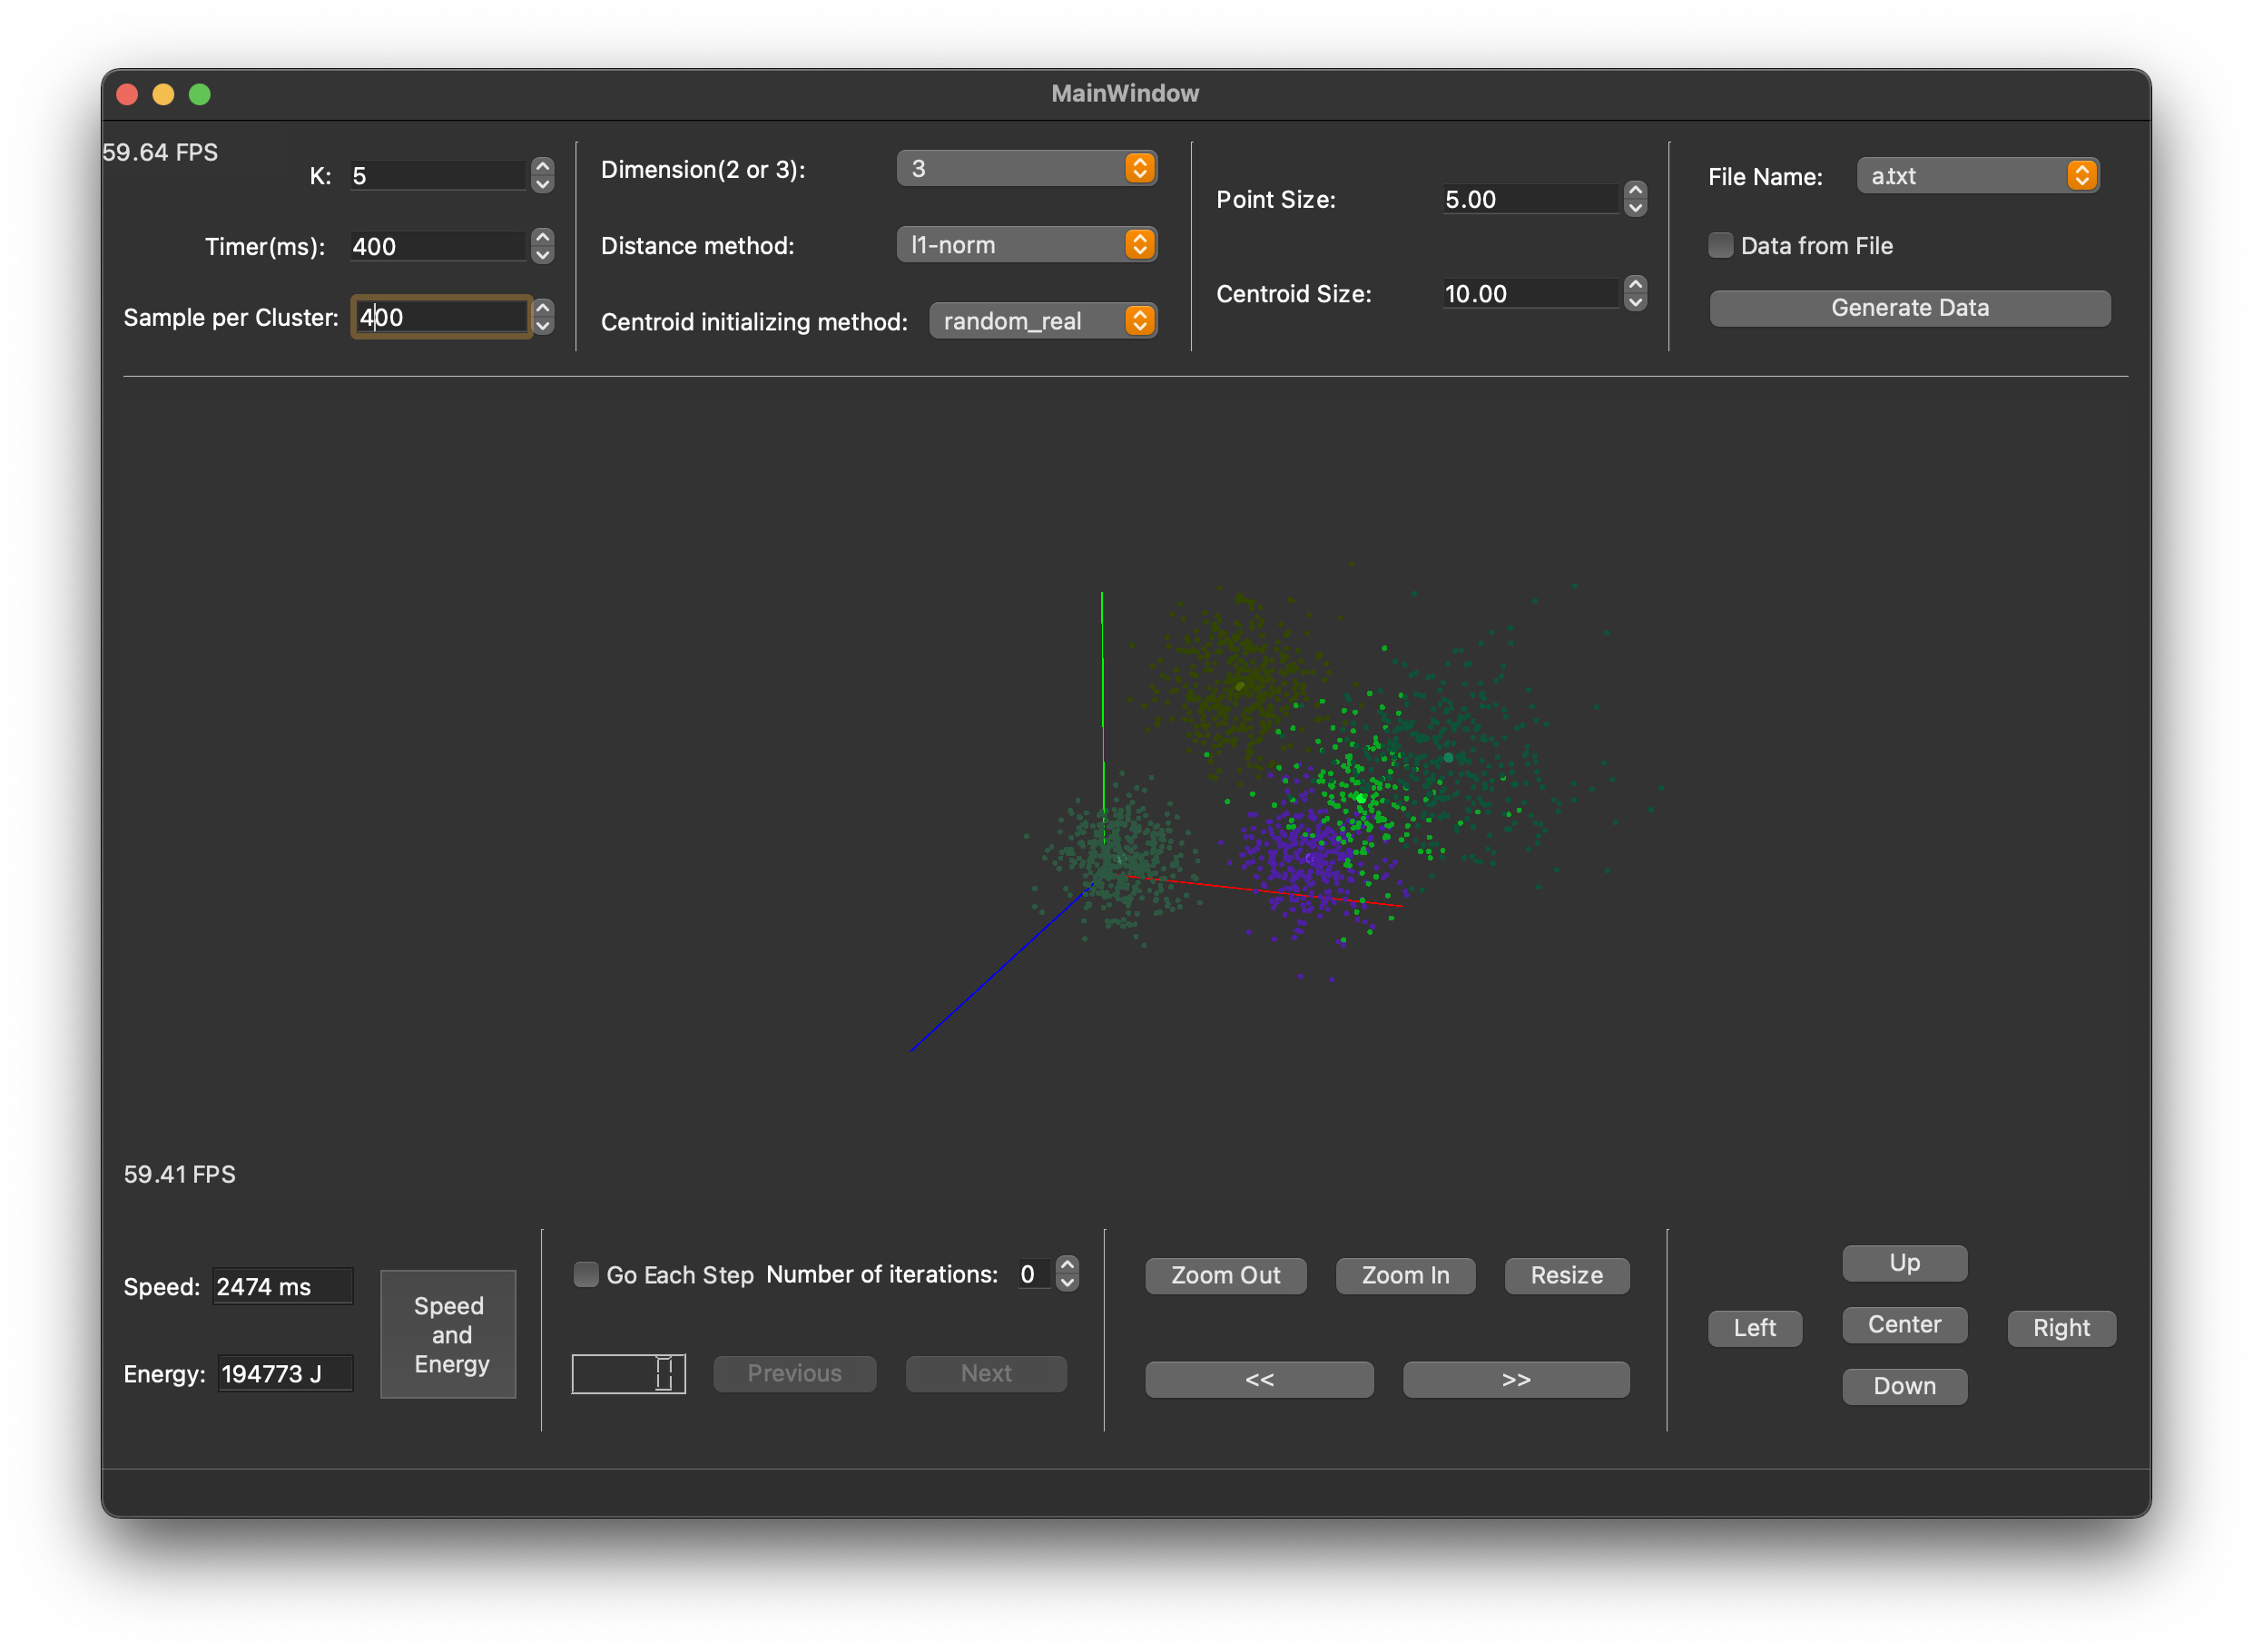 MainWindow
59.64 FPS
K: 5
Timer(ms): 400
Sample per Cluster: 400
Dimension(2 or 3): 3
Distance method: l1-norm
Centroid initializing method: random_real
Point Size: 5.00
Centroid Size: 10.00
File Name: a.txt
Data from File
Generate Data
59.41 FPS
Speed: 2474 ms
Energy: 194773 J
Speed
and
Energy
Go Each Step Number of iterations: 0
0 Previous Next
Zoom Out Zoom In Resize
<< >>
Up
Left Center Right
Down